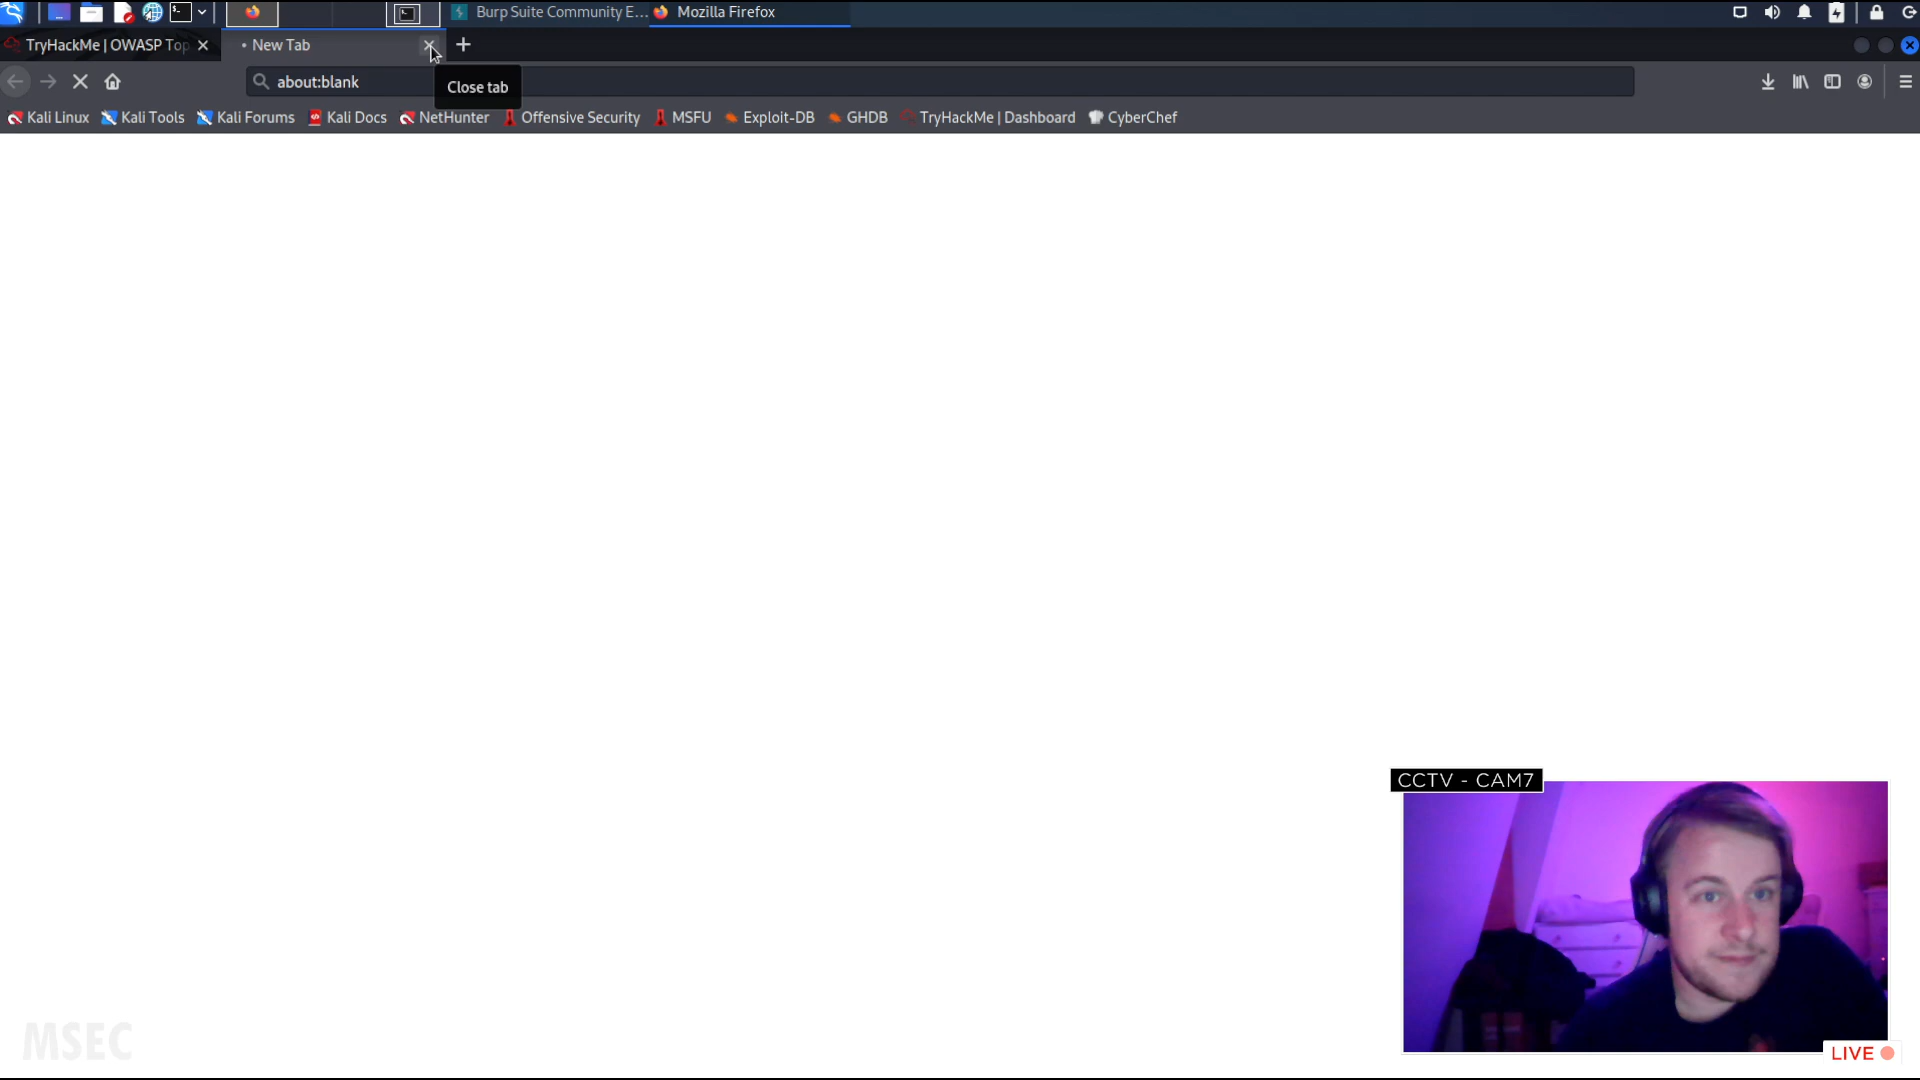 Burp Suite Community E...
Mozilla Firefox
TryHackMe | OWASP Top
New Tab
about:blank
Close tab
Kali Linux
Kali Tools
Kali Forums
Kali Docs
NetHunter
Offensive Security
MSFU
Exploit-DB
GHDB
TryHackMe | Dashboard
CyberChef
CCTV - CAM7
MSEC
LIVE